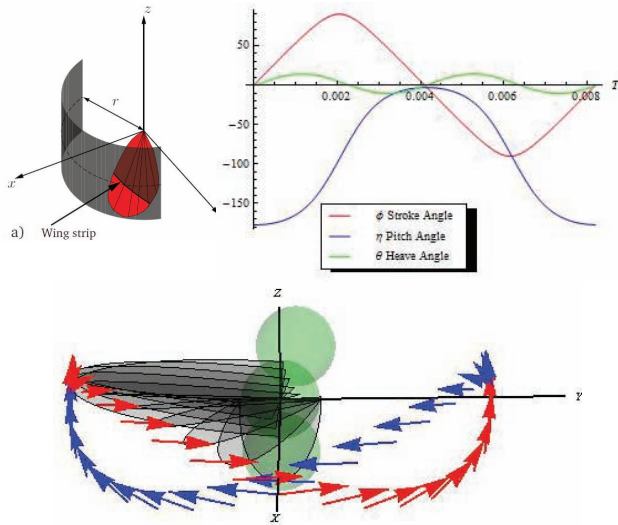 z
r
x
a)
Wing strip
50
T
0.002
0.004
0.006
0.008
−50
−100
−150
ϕ Stroke Angle
η Pitch Angle
θ Heave Angle
z
Y
x